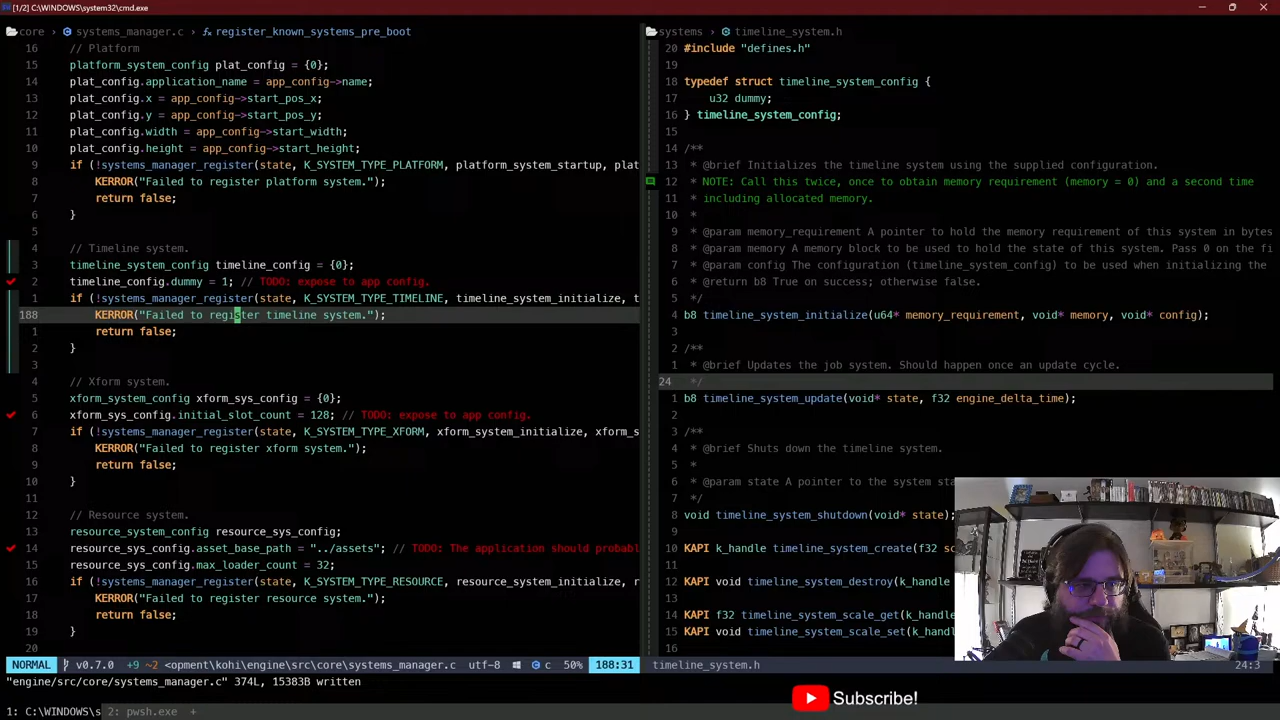 [1/2] C:\WINDOWS\system32\cmd.exe
core > systems_manager.c > register_known_systems_pre_boot
16 // Platform
15 platform_system_config plat_config = {0};
14 plat_config.application_name = app_config->name;
13 plat_config.x = app_config->start_pos_x;
12 plat_config.y = app_config->start_pos_y;
11 plat_config.width = app_config->start_width;
10 plat_config.height = app_config->start_height;
9 if (!systems_manager_register(state, K_SYSTEM_TYPE_PLATFORM, platform_system_startup, plat
8 KERROR("Failed to register platform system.");
7 return false;
6 }
5
4 // Timeline system.
3 timeline_system_config timeline_config = {0};
2 timeline_config.dummy = 1; // TODO: expose to app config.
1 if (!systems_manager_register(state, K_SYSTEM_TYPE_TIMELINE, timeline_system_initialize, t
188 KERROR("Failed to register timeline system.");
1 return false;
2 }
3
4 // Xform system.
5 xform_system_config xform_sys_config = {0};
6 xform_sys_config.initial_slot_count = 128; // TODO: expose to app config.
7 if (!systems_manager_register(state, K_SYSTEM_TYPE_XFORM, xform_system_initialize, xform_s
8 KERROR("Failed to register xform system.");
9 return false;
10 }
11
12 // Resource system.
13 resource_system_config resource_sys_config;
14 resource_sys_config.asset_base_path = "../assets"; // TODO: The application should probabl
15 resource_sys_config.max_loader_count = 32;
16 if (!systems_manager_register(state, K_SYSTEM_TYPE_RESOURCE, resource_system_initialize, r
17 KERROR("Failed to register resource system.");
18 return false;
19 }
20
systems > timeline_system.h
20 #include "defines.h"
19
18 typedef struct timeline_system_config {
17 u32 dummy;
16 } timeline_system_config;
15
14 /**
13 * @brief Initializes the timeline system using the supplied configuration.
12 * NOTE: Call this twice, once to obtain memory requirement (memory = 0) and a second time
11 * including allocated memory.
10 *
9 * @param memory_requirement A pointer to hold the memory requirement of this system in bytes
8 * @param memory A memory block to be used to hold the state of this system. Pass 0 on the fi
7 * @param config The configuration (timeline_system_config) to be used when initializing the
6 * @return b8 True on success; otherwise false.
5 */
4 b8 timeline_system_initialize(u64* memory_requirement, void* memory, void* config);
3
2 /**
1 * @brief Updates the job system. Should happen once an update cycle.
24 */
1 b8 timeline_system_update(void* state, f32 engine_delta_time);
2
3 /**
4 * @brief Shuts down the timeline system.
5 *
6 * @param state A pointer to the system sta
7 */
8 void timeline_system_shutdown(void* state);
9
10 KAPI k_handle timeline_system_create(f32 sc
11
12 KAPI void timeline_system_destroy(k_handle
13
14 KAPI f32 timeline_system_scale_get(k_handl
15 KAPI void timeline_system_scale_set(k_handl
16
NORMAL v0.7.0 +9 ~2 <opment\kohi\engine\src\core\systems_manager.c utf-8 c 50% 188:31
timeline_system.h 24:3
"engine/src/core/systems_manager.c" 374L, 15383B written
Subscribe!
1: C:\WINDOWS\s 2: pwsh.exe +